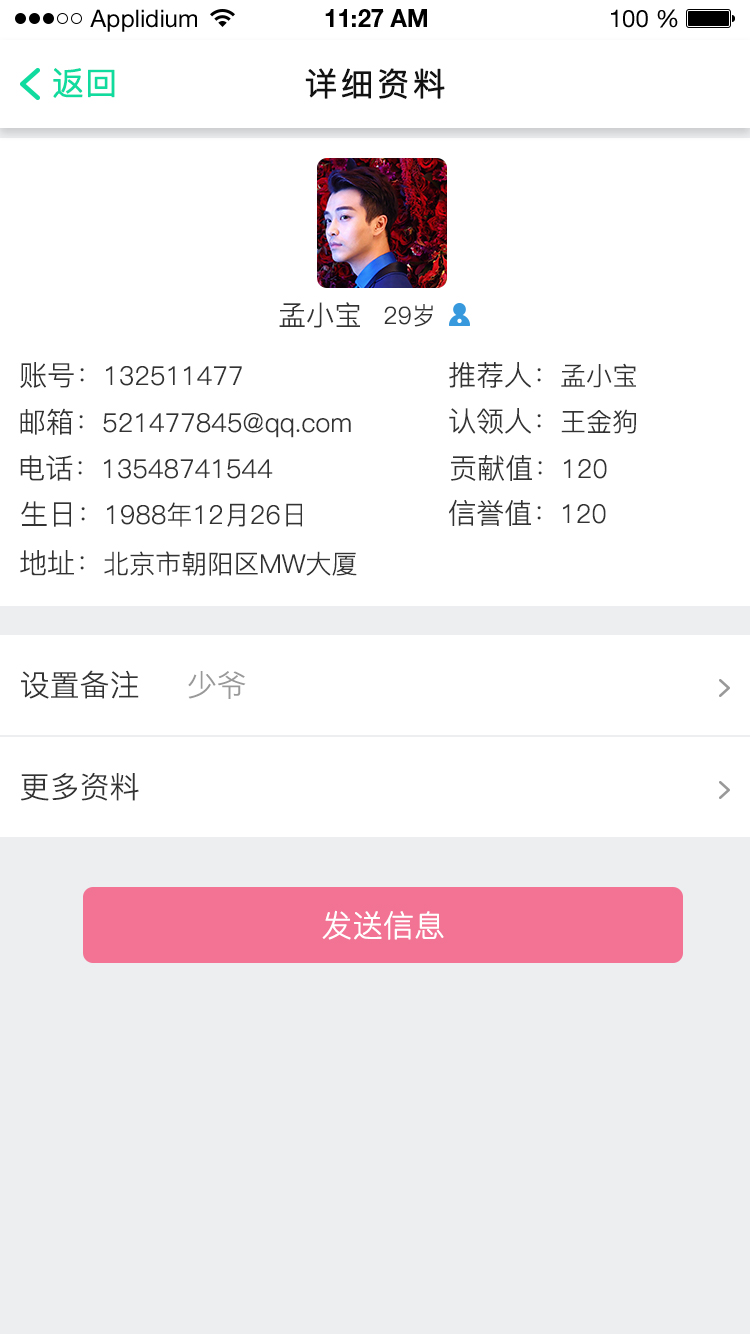 Applidium 11:27 AM 100 %
返回 详细资料
孟小宝 29岁
账号：132511477 推荐人：孟小宝
邮箱：521477845@qq.com 认领人：王金狗
电话：13548741544 贡献值：120
生日：1988年12月26日 信誉值：120
地址：北京市朝阳区MW大厦
设置备注 少爷
更多资料
发送信息